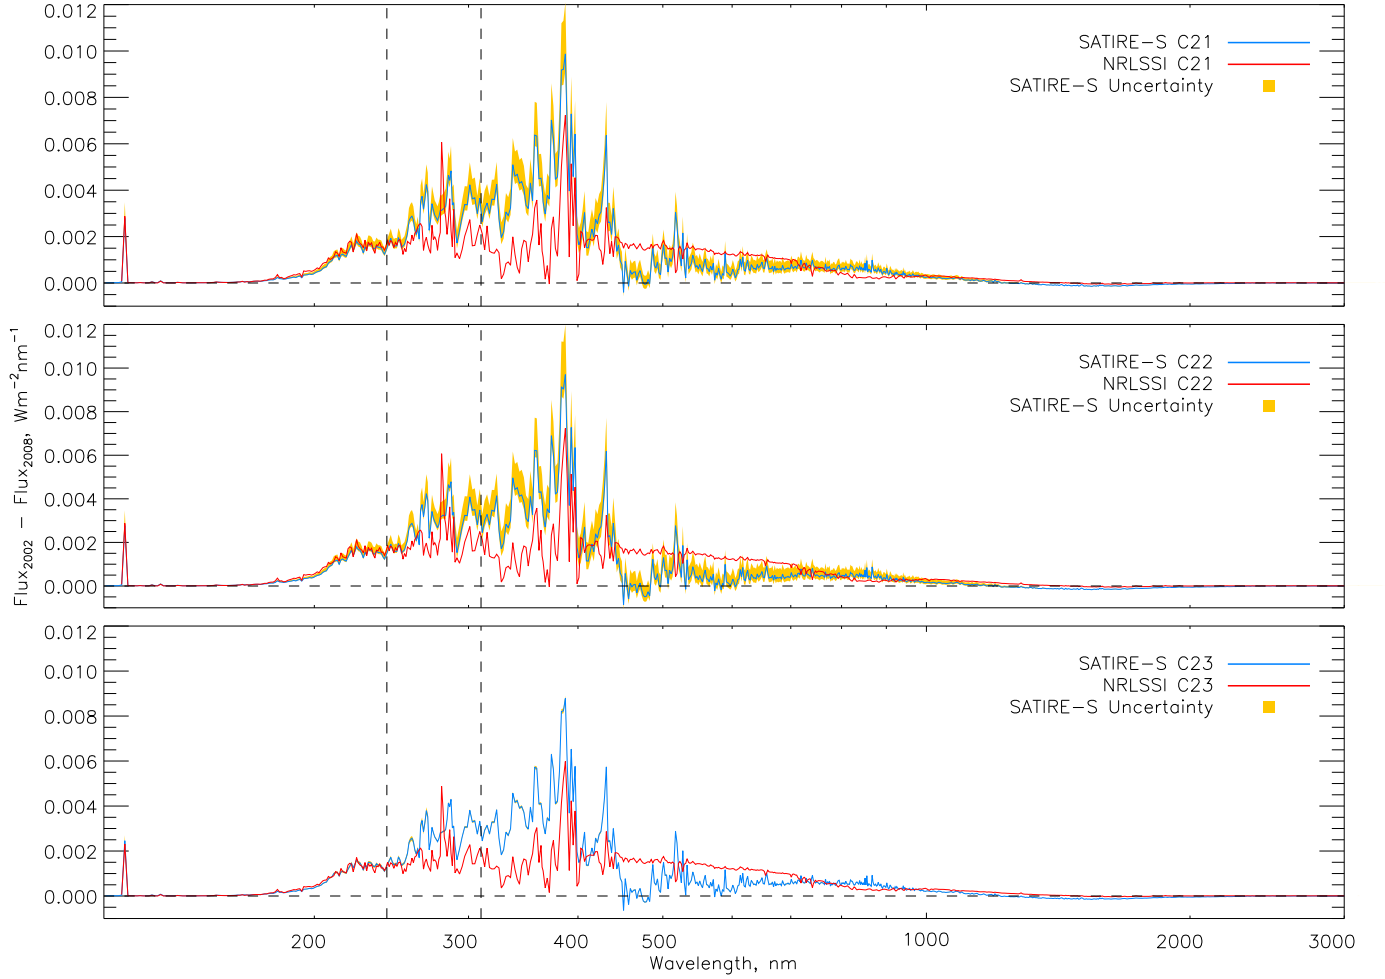 0.012
0.010
0.008
0.006
0.004
0.002
0.000
SATIRE−S C21
NRLSSI C21
SATIRE−S Uncertainty
Flux2002 − Flux2008, Wm−2nm−1
0.012
0.010
0.008
0.006
0.004
0.002
0.000
SATIRE−S C22
NRLSSI C22
SATIRE−S Uncertainty
0.012
0.010
0.008
0.006
0.004
0.002
0.000
SATIRE−S C23
NRLSSI C23
SATIRE−S Uncertainty
200 300 400 500 1000 2000 3000
Wavelength, nm